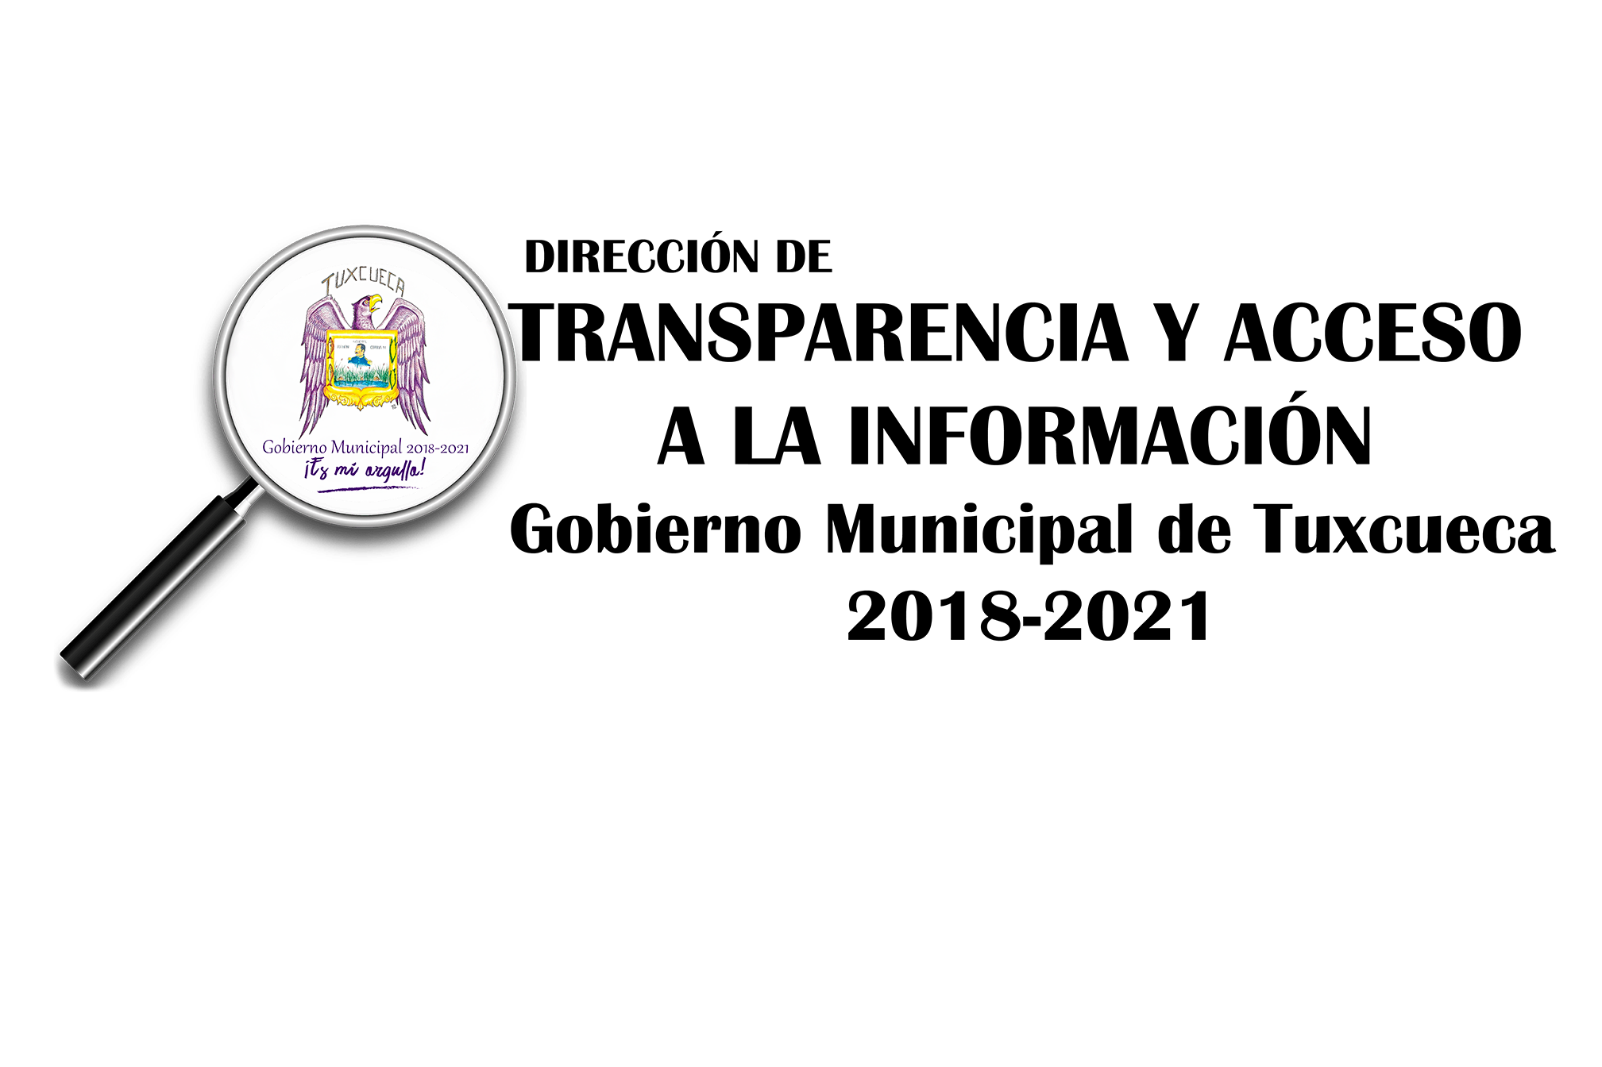 TUXCUECA
Gobierno Municipal 2018-2021
¡Es mi orgullo!
DIRECCIÓN DE
TRANSPARENCIA Y ACCESO
A LA INFORMACIÓN
Gobierno Municipal de Tuxcueca
2018-2021